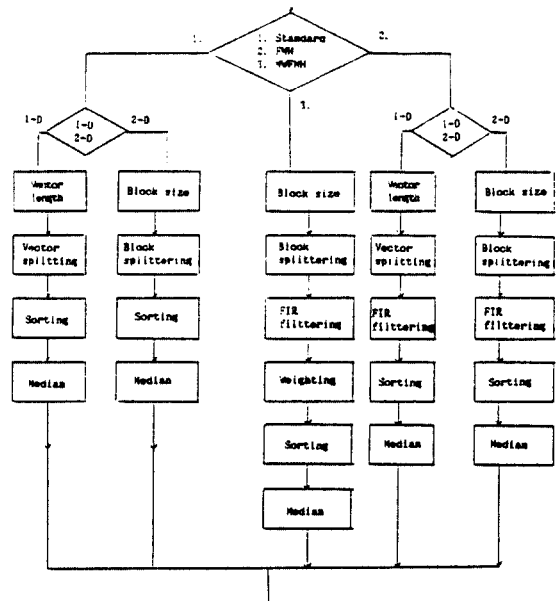 1.
1. Standard
2. FMH
3.
2.
3.
1-D
1-D
2-D
2-D
1-D
1-D
2-D
2-D
Vector
length
Block size
Block size
Vector
length
Block size
Vector
splitting
Block
splittering
Block
splittering
Vector
splitting
Block
splittering
Sorting
Sorting
FIR
filttering
FIR
filttering
FIR
filttering
Median
Median
Weighting
Sorting
Sorting
Sorting
Median
Median
Median